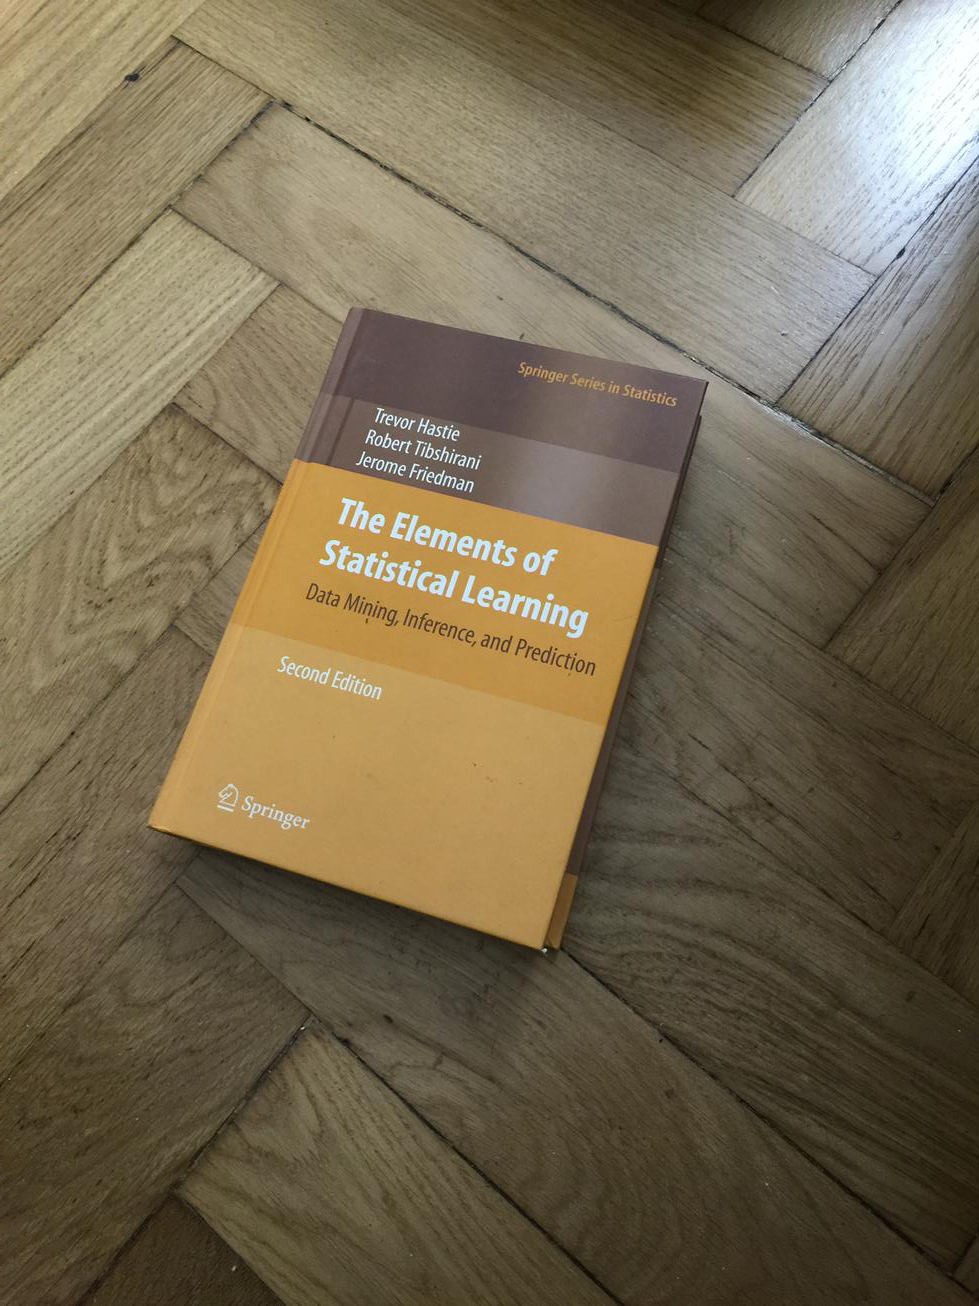 Springer Series in Statistics
Trevor Hastie
Robert Tibshirani
Jerome Friedman
The Elements of
Statistical Learning
Data Mining, Inference, and Prediction
Second Edition
Springer